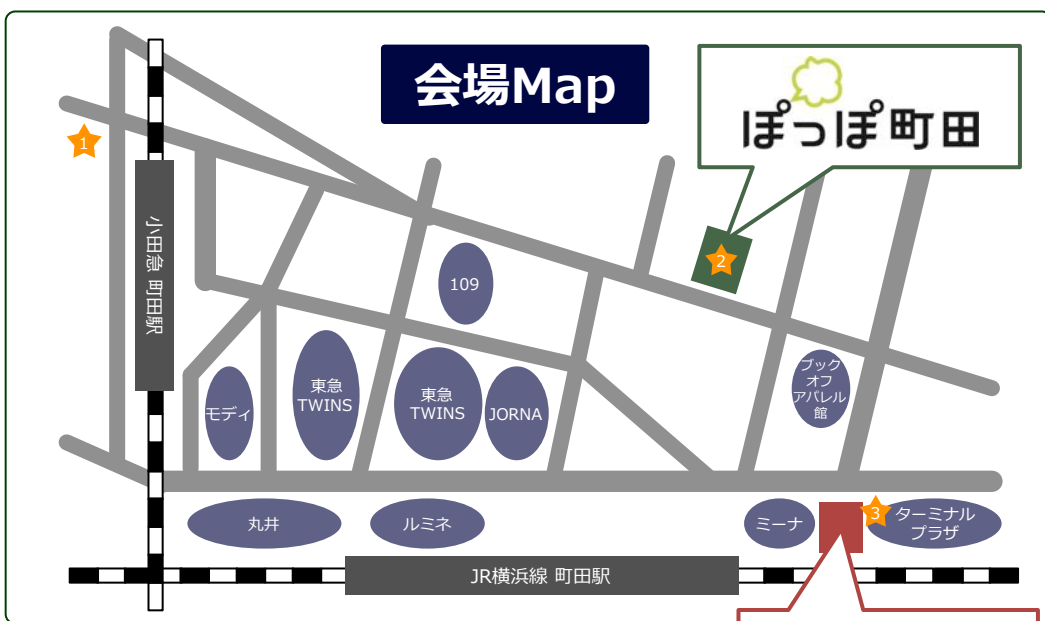 会場Map
ぽっぽ町田
1
小田急 町田駅
2
109
ブック
オフ
アパレル
館
東急
TWINS
東急
TWINS
モディ
JORNA
丸井
ルミネ
ミーナ
3
ターミナル
プラザ
JR横浜線 町田駅